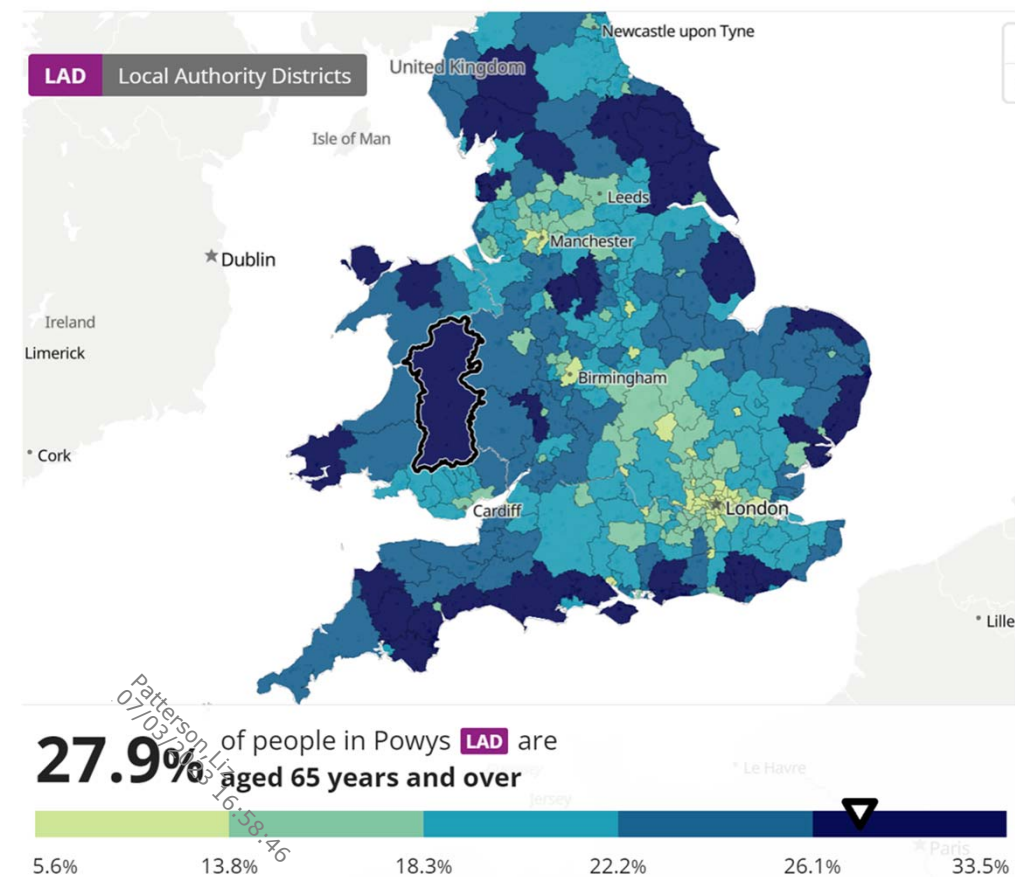 Newcastle upon Tyne
LAD Local Authority Districts
United Kingdom
Isle of Man
Leeds
Manchester
Dublin
Ireland
Limerick
Birmingham
Cork
Cardiff
London
Lille
27.9% of people in Powys LAD are
aged 65 years and over
Le Havre
Jersey
Paris
5.6% 13.8% 18.3% 22.2% 26.1% 33.5%